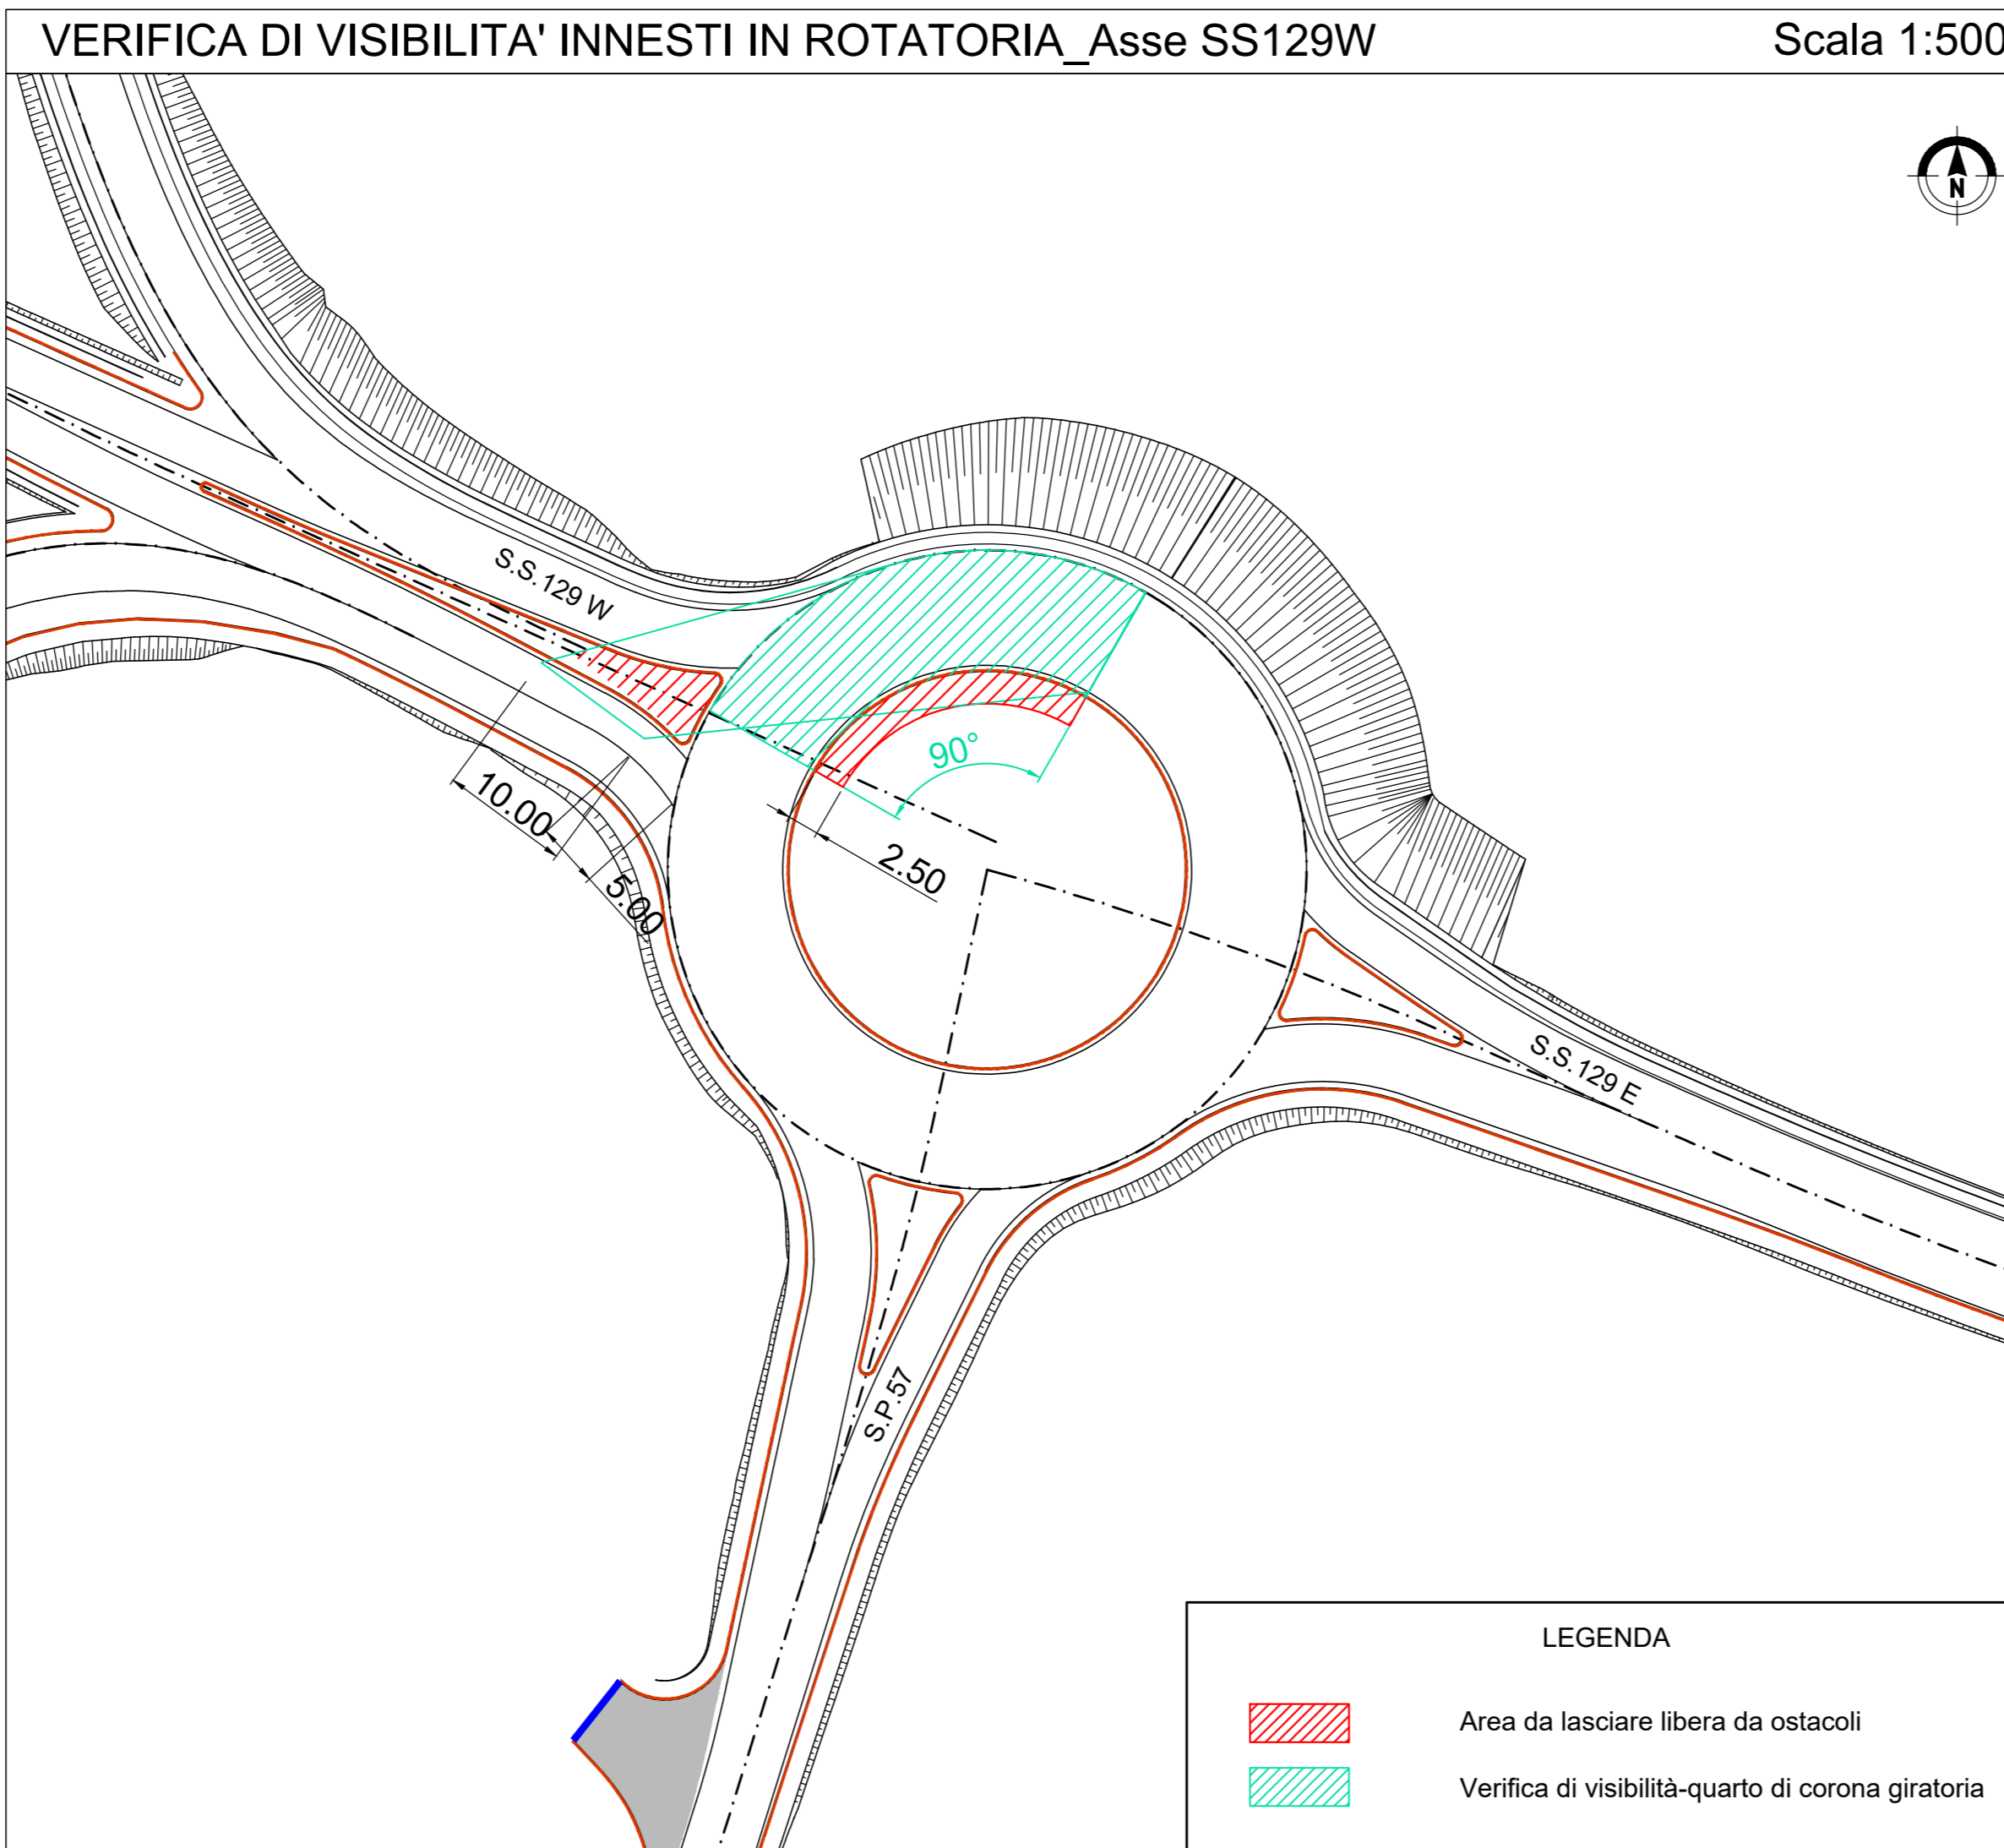 VERIFICA DI VISIBILITA' INNESTI IN ROTATORIA_Asse SS129W
Scala 1:500
N
S.S.129 W
90°
10.00
2.50
5.00
S.S.129 E
S.P.57
LEGENDA
Area da lasciare libera da ostacoli
Verifica di visibilità-quarto di corona giratoria